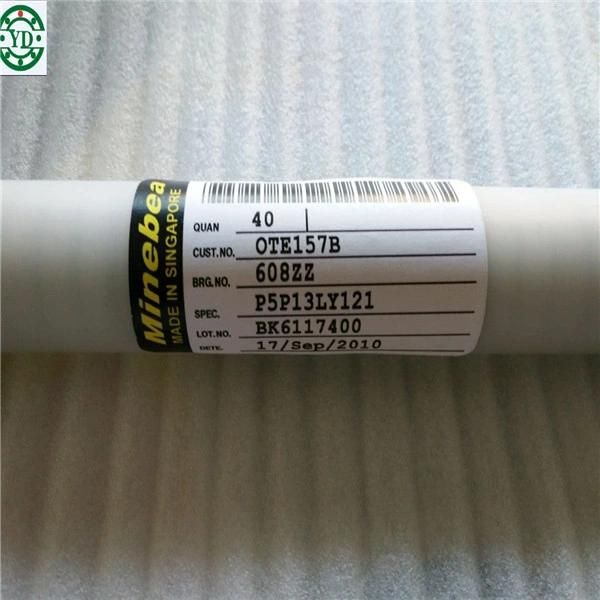 YD
Minebea
MADE IN SINGAPORE
QUAN 40
CUST.NO. OTE157B
BRG.NO. 608ZZ
SPEC. P5P13LY121
LOT.NO. BK6117400
DETE. 17/Sep/2010